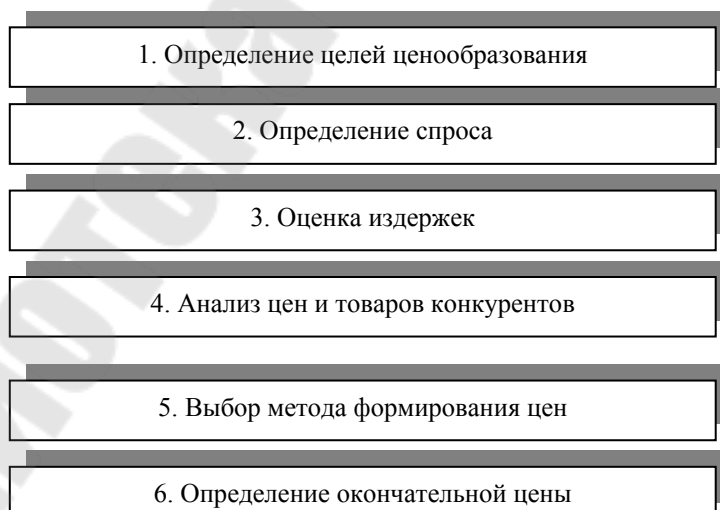 1. Определение целей ценообразования
2. Определение спроса
3. Оценка издержек
4. Анализ цен и товаров конкурентов
5. Выбор метода формирования цен
6. Определение окончательной цены